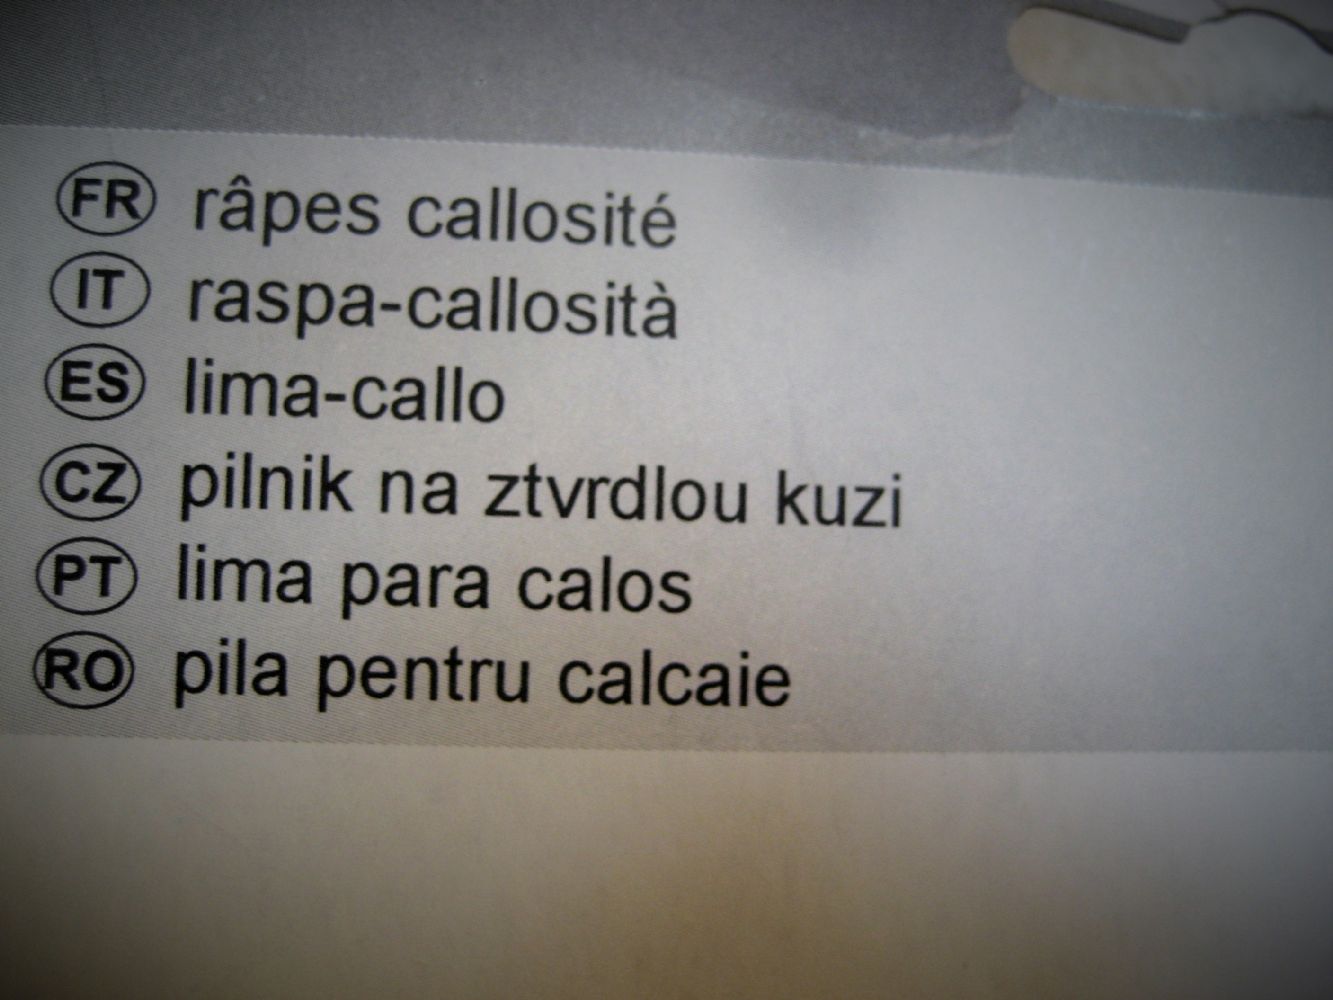 FR râpes callosité
IT raspa-callosità
ES lima-callo
CZ pilnik na ztvrdlou kuzi
PT lima para calos
RO pila pentru calcaie